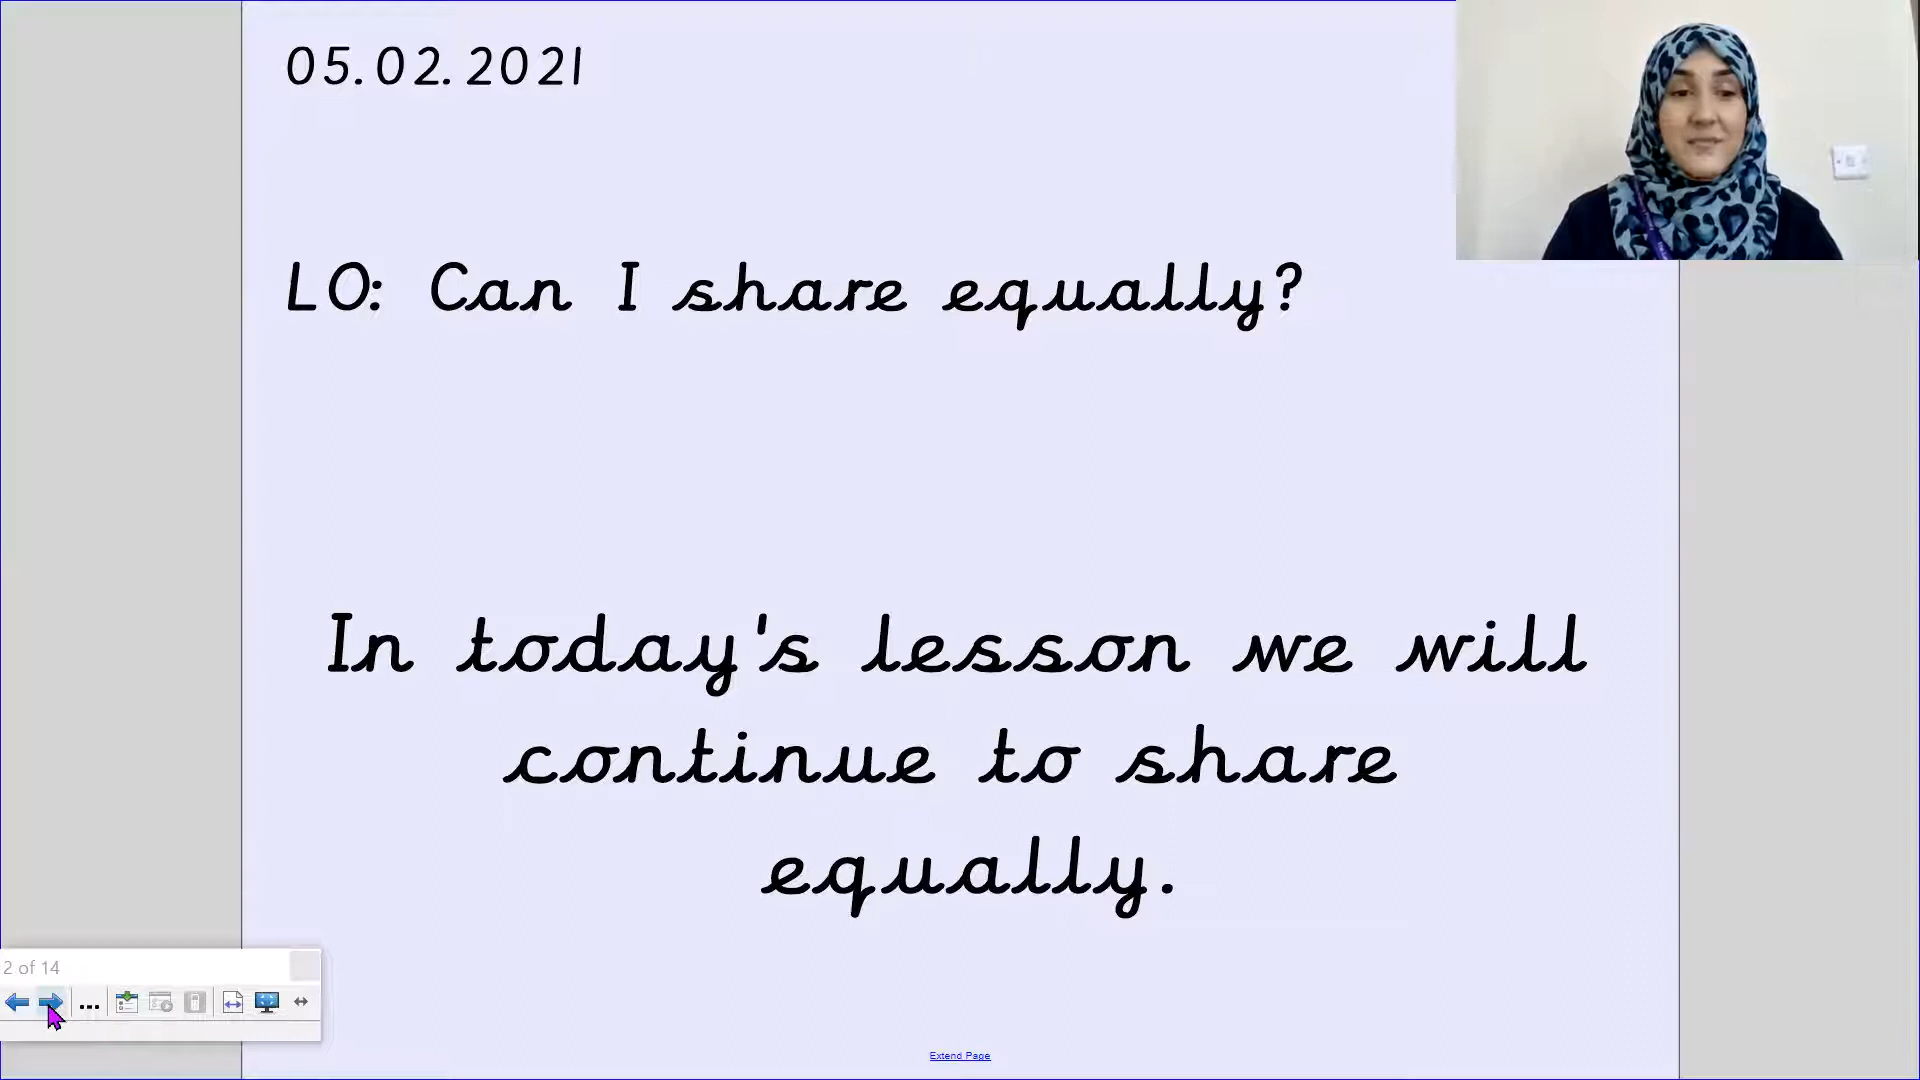 05.02.2021
LO: Can I share equally?
In today's lesson we will
continue to share
equally.
2 of 14
Extend Page